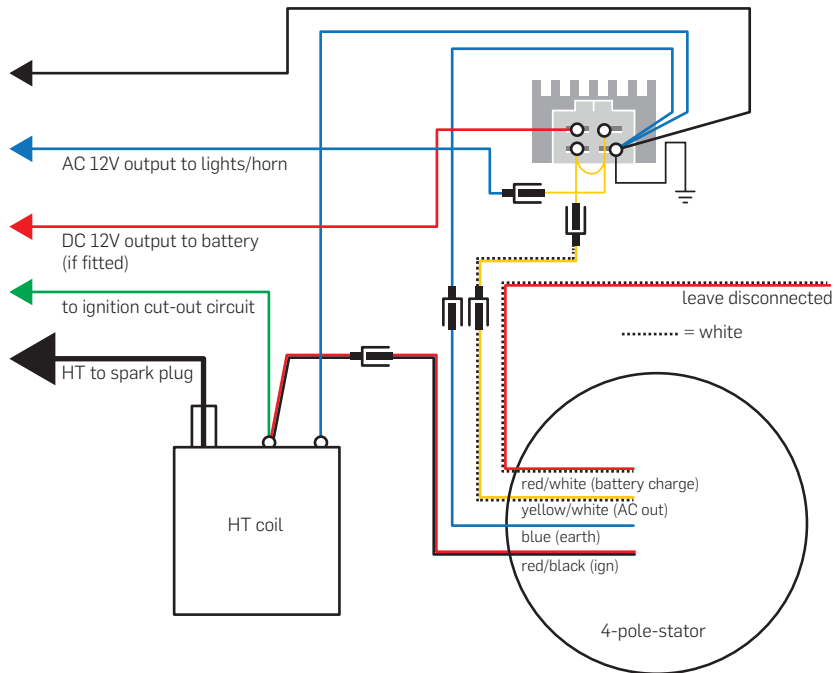 AC 12V output to lights/horn
DC 12V output to battery
(if fitted)
to ignition cut-out circuit
leave disconnected
= white
HT to spark plug
red/white (battery charge)
yellow/white (AC out)
HT coil
blue (earth)
red/black (ign)
4-pole-stator